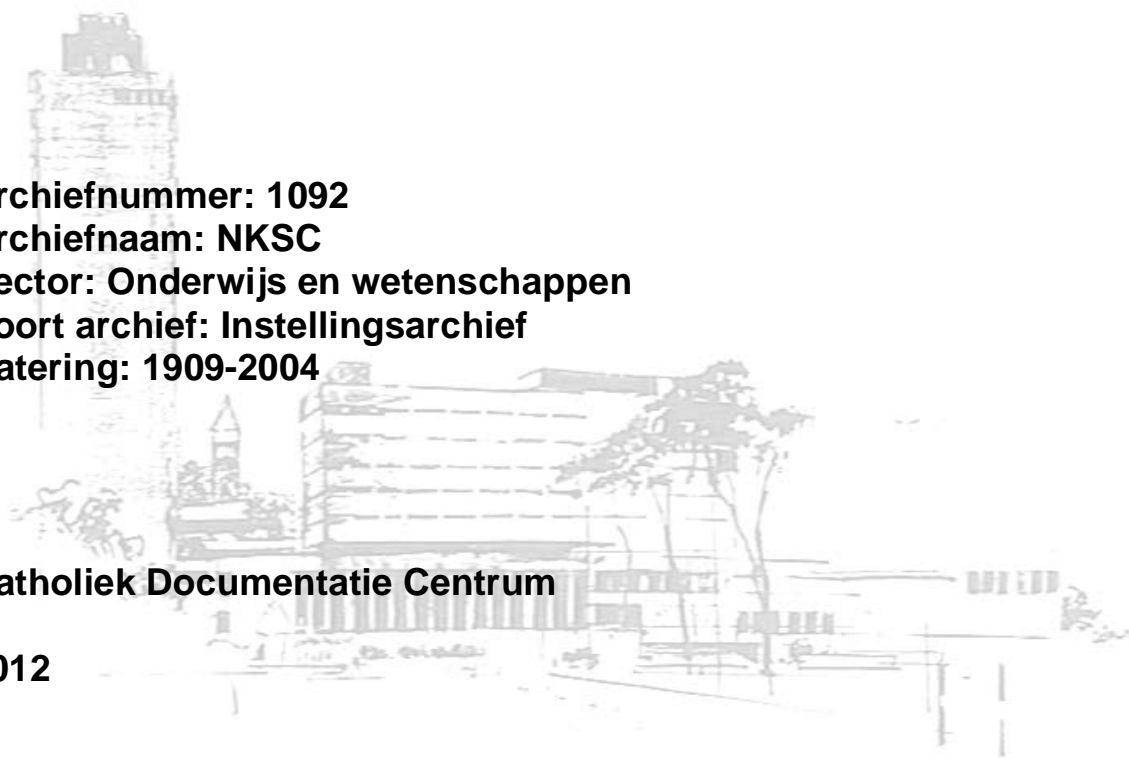 rchiefnummer: 1092
rchiefnaam: NKSC
ector: Onderwijs en wetenschappen
oort archief: Instellingsarchief
atering: 1909-2004
atholiek Documentatie Centrum
012